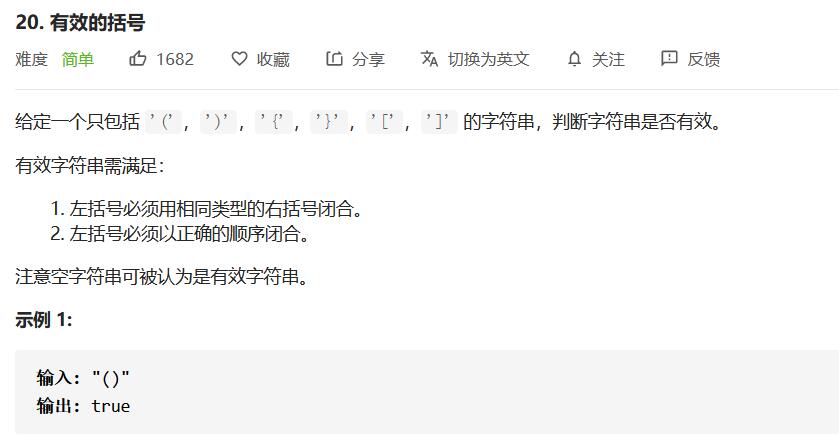 20. 有效的括号
难度 简单 1682 收藏 分享 切换为英文 关注 反馈
给定一个只包括 '(', ')', '{', '}', '[', ']' 的字符串，判断字符串是否有效。
有效字符串需满足：
1. 左括号必须用相同类型的右括号闭合。
2. 左括号必须以正确的顺序闭合。
注意空字符串可被认为是有效字符串。
示例 1:
输入: "()"
输出: true